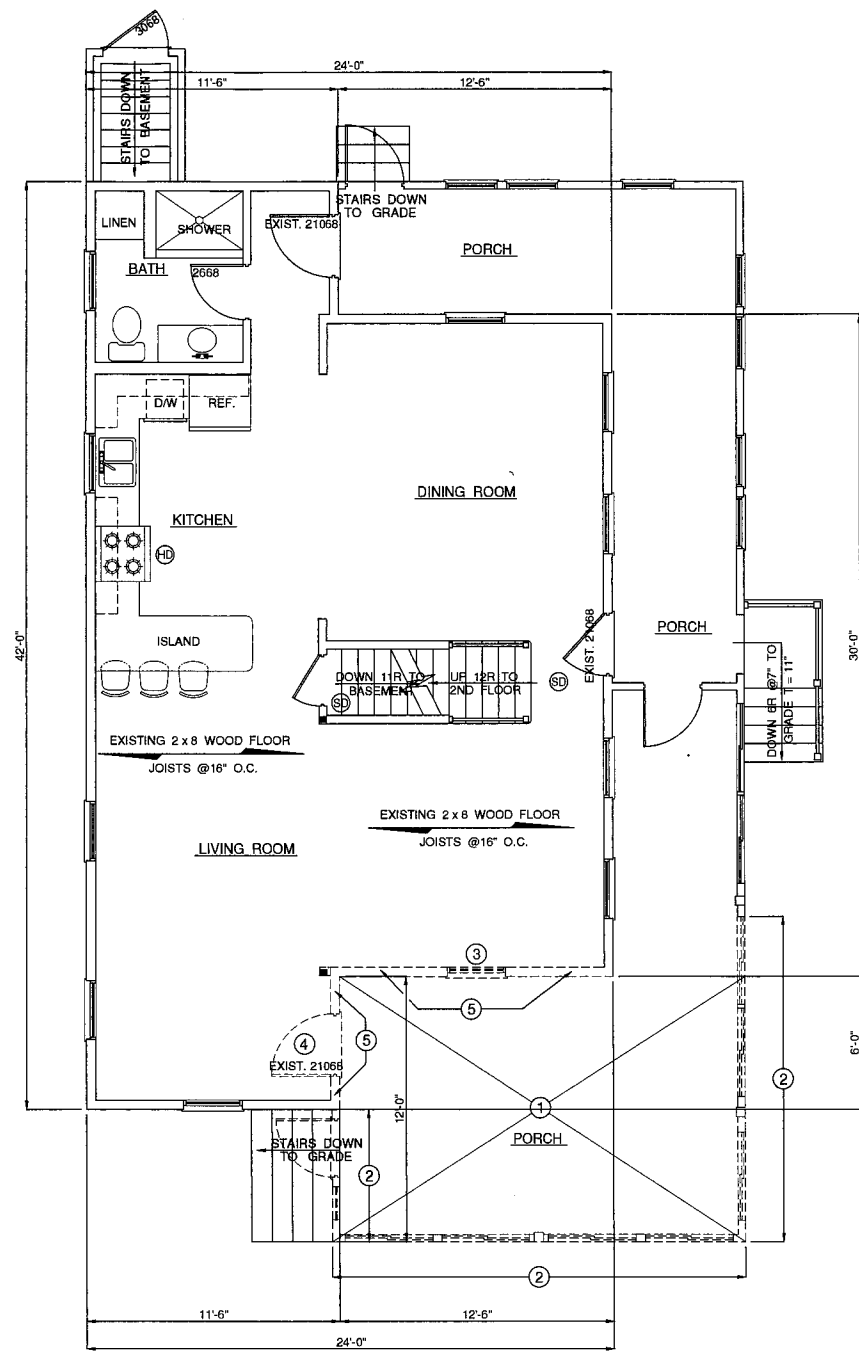 3068
24'-0"
11'-6"
12'-6"
STAIRS DOWN
TO BASEMENT
STAIRS DOWN
TO GRADE
LINEN
SHOWER
EXIST. 21068
PORCH
BATH
2668
D/W
REF.
DINING ROOM
KITCHEN
HD
42'-0"
30'-0"
EXIST. 21068
PORCH
ISLAND
DOWN 11R TO
BASEMENT
UP 12R TO
2ND FLOOR
SD
SD
DOWN 6R @7" TO
GRADE T = 11"
EXISTING 2 x 8 WOOD FLOOR
JOISTS @16" O.C.
EXISTING 2 x 8 WOOD FLOOR
JOISTS @16" O.C.
LIVING ROOM
3
5
4
5
EXIST. 21068
6'-0"
2
12'-0"
1
PORCH
STAIRS DOWN
TO GRADE
2
2
11'-6"
12'-6"
24'-0"